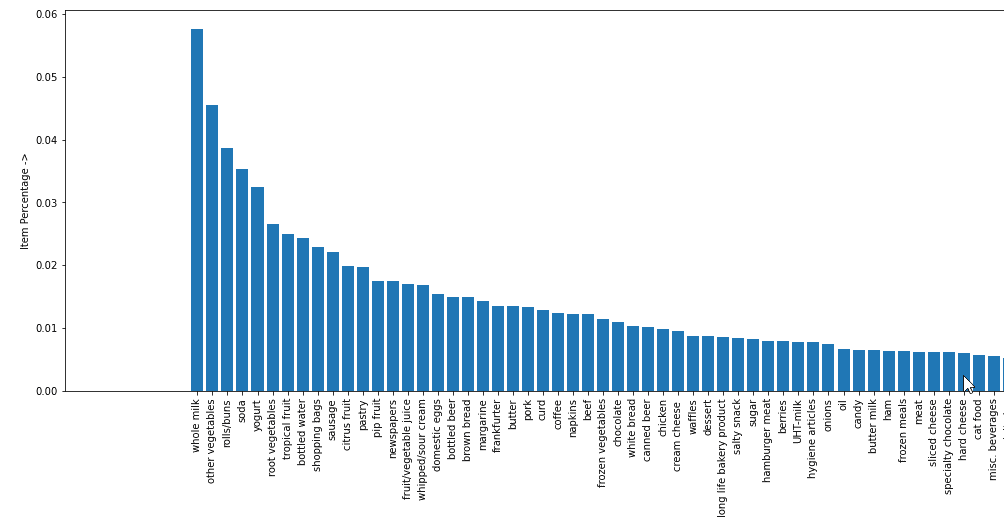 0.06
0.05
0.04
0.03
0.02
0.01
0.00
Item Percentage ->
whole milk
other vegetables
rolls/buns
soda
yogurt
root vegetables
tropical fruit
bottled water
shopping bags
sausage
citrus fruit
pastry
pip fruit
newspapers
fruit/vegetable juice
whipped/sour cream
domestic eggs
bottled beer
brown bread
margarine
frankfurter
butter
pork
curd
coffee
napkins
beef
frozen vegetables
chocolate
white bread
canned beer
chicken
cream cheese
waffles
dessert
long life bakery product
salty snack
sugar
hamburger meat
berries
UHT-milk
hygiene articles
onions
oil
candy
butter milk
ham
frozen meals
meat
sliced cheese
specialty chocolate
hard cheese
cat food
misc. beverages